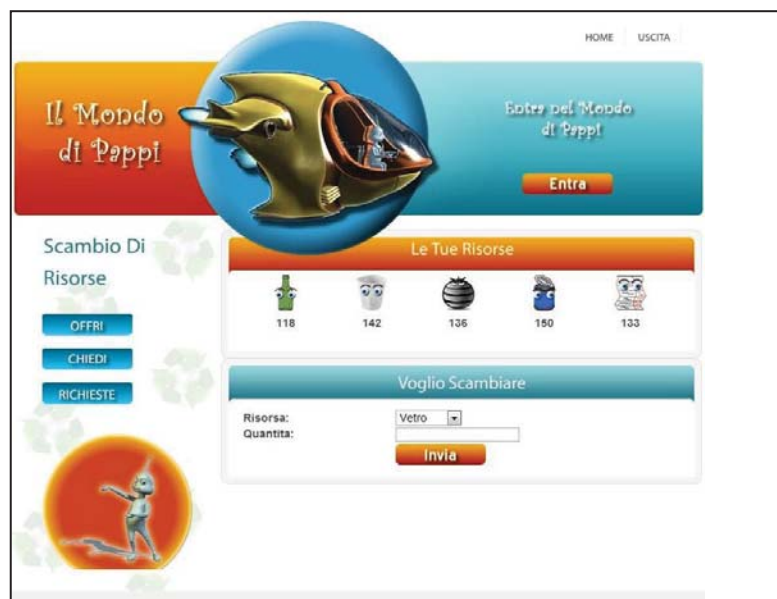 HOME USCITA
Il Mondo
di Pappi
Entra nel Mondo
di Pappi
Entra
Scambio Di
Risorse
OFFRI
CHIEDI
RICHIESTE
Le Tue Risorse
118 142 136 150 133
Voglio Scambiare
Risorsa: Vetro
Quantita:
Invia